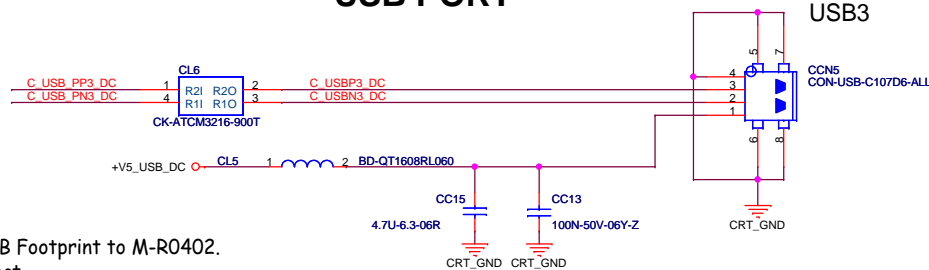 USB PORT
USB3
5 7
CL6
C_USB_PP3_DC 1 R2I R2O 2 C_USBP3_DC
C_USB_PN3_DC 4 R1I R1O 3 C_USBN3_DC
CK-ATCM3216-900T
4
3
2
1
CCN5
CON-USB-C107D6-ALL
6 8
+V5_USB_DC CL5 1 2 BD-QT1608RL060
CC15
4.7U-6.3-06R
CC13
100N-50V-06Y-Z
CRT_GND
CRT_GND CRT_GND
B Footprint to M-R0402.